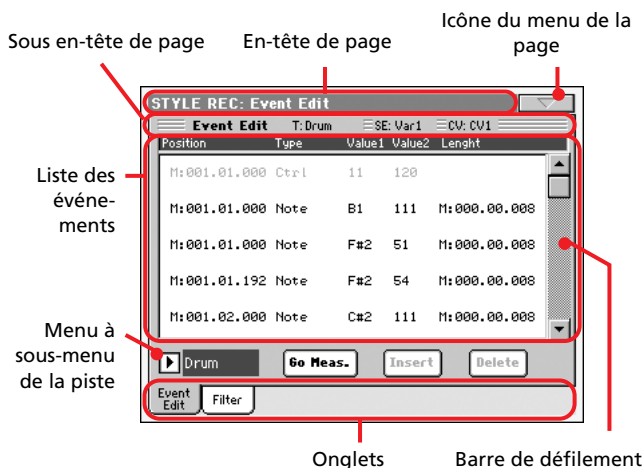 Icône du menu de la
page
Sous en-tête de page
En-tête de page
STYLE REC: Event Edit
Event Edit T: Drum SE: Var1 CV: CV1
Position Type Value1 Value2 Lenght
M:001.01.000 Ctrl 11 120
M:001.01.000 Note B1 111 M:000.00.008
M:001.01.000 Note F#2 51 M:000.00.008
M:001.01.192 Note F#2 54 M:000.00.008
M:001.02.000 Note C#2 111 M:000.00.008
Liste des
événe-
ments
Menu à
sous-menu
de la piste
Drum Go Meas. Insert Delete
Event
Edit
Filter
Onglets
Barre de défilement